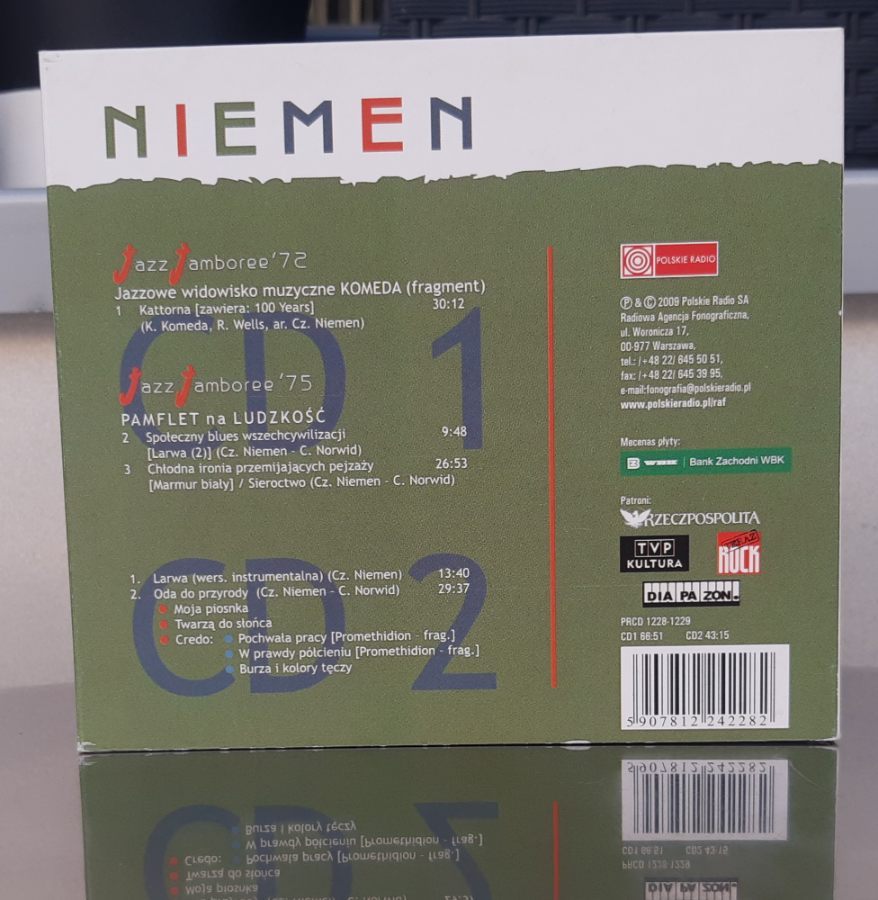 NIEMEN
Jazz Jamboree '72
Jazzowe widowisko muzyczne KOMEDA (fragment)
1 Kattorna [zawiera: 100 Years] 30:12
(K. Komeda, R. Wells, ar. Cz. Niemen)
CD 1
Jazz Jamboree '75
PAMFLET na LUDZKOŚĆ
2 Społeczny blues wszechcywilizacji 9:48
[Larwa (2)] (Cz. Niemen - C. Norwid)
3 Chłodna ironia przemijających pejzaży 26:53
[Marmur biały] / Sieroctwo (Cz. Niemen - C. Norwid)
CD 2
1. Larwa (wers. instrumentalna) (Cz. Niemen) 13:40
2. Oda do przyrody (Cz. Niemen - C. Norwid) 29:37
Moja piosnka
Twarzą do słońca
Credo: Pochwała pracy [Promethidion - frag.]
W prawdy półcieniu [Promethidion - frag.]
Burza i kolory tęczy
POLSKIE RADIO
Ⓟ & © 2009 Polskie Radio SA
Radiowa Agencja Fonograficzna,
ul. Woronicza 17,
00-977 Warszawa,
tel.: /+48 22/ 645 50 51,
fax: /+48 22/ 645 39 95,
e-mail:fonografia@polskieradio.pl
www.polskieradio.pl/raf
Mecenas płyty:
Bank Zachodni WBK
Patroni:
RZECZPOSPOLITA
TVP
KULTURA
TERAZ
ROCK
DIA PA ZON.
PRCD 1228-1229
CD1 66:51 CD2 43:15
5 907812 242282